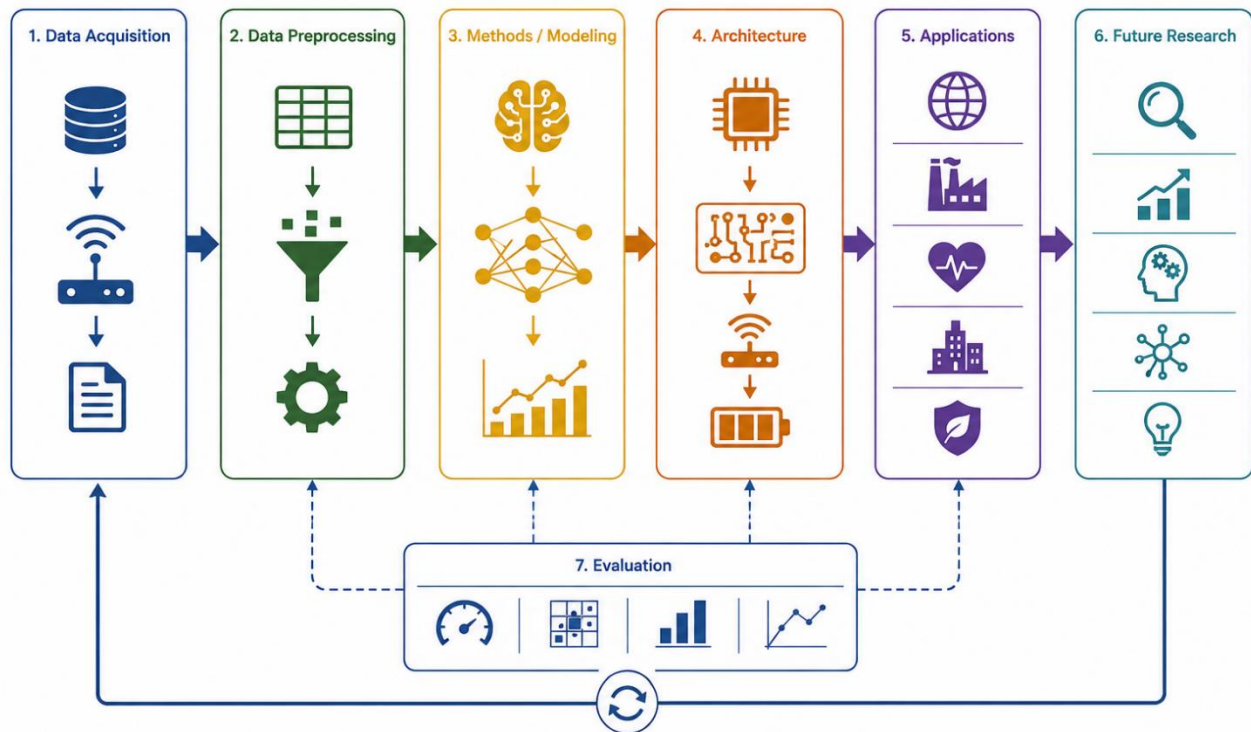 1. Data Acquisition
2. Data Preprocessing
3. Methods / Modeling
4. Architecture
5. Applications
6. Future Research
7. Evaluation